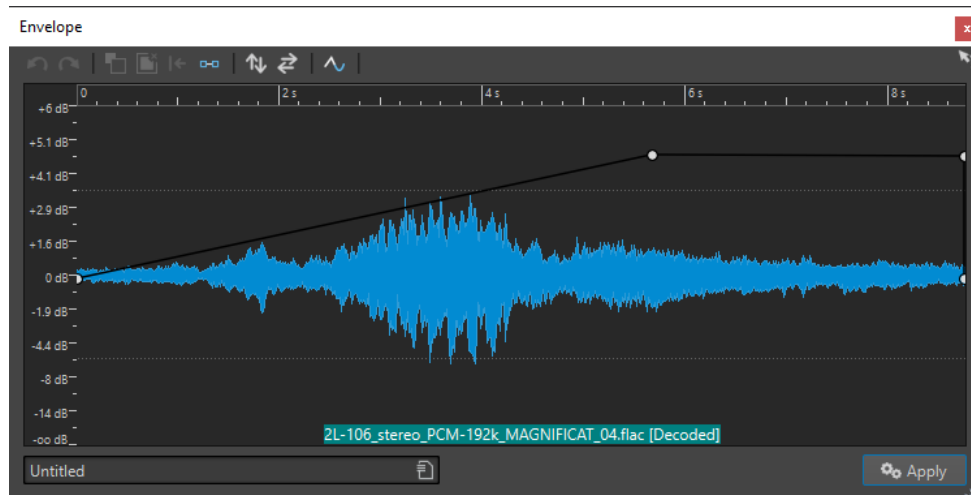 Envelope
x
0 2 s 4 s 6 s 8 s
+6 dB
+5.1 dB
+4.1 dB
+2.9 dB
+1.6 dB
0 dB
-1.9 dB
-4.4 dB
-8 dB
-14 dB
-oo dB
2L-106_stereo_PCM-192k_MAGNIFICAT_04.flac [Decoded]
Untitled
Apply